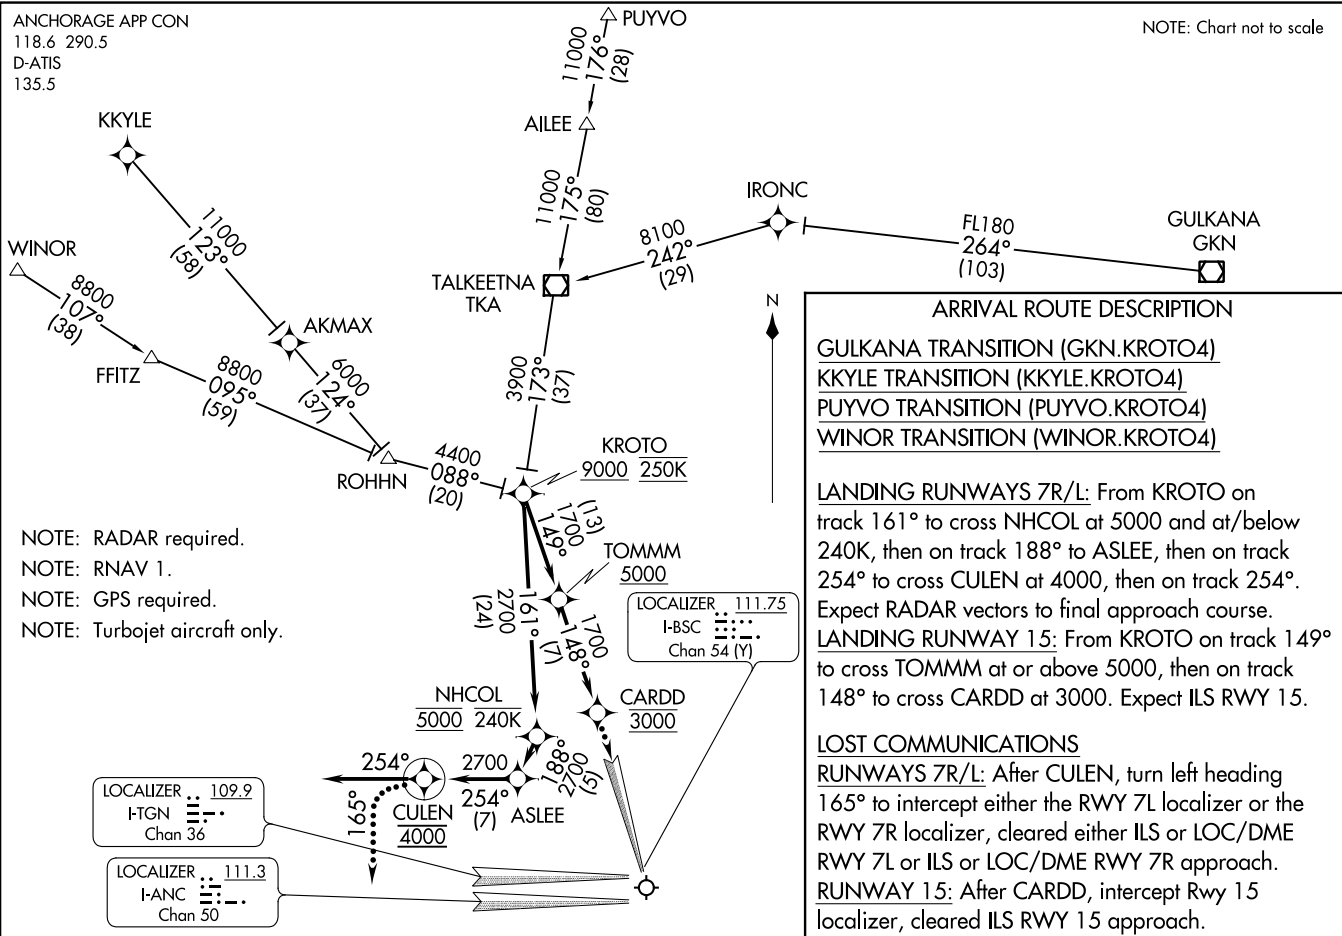 ANCHORAGE APP CON
118.6 290.5
D-ATIS
135.5
NOTE: Chart not to scale
PUYVO
11000
176°
(28)
AILEE
11000
175°
(80)
KKYLE
11000
123°
(58)
WINOR
8800
107°
(38)
FFITZ
8800
095°
(59)
AKMAX
6000
124°
(37)
ROHHN
4400
088°
(20)
IRONC
8100
242°
(29)
FL180
264°
(103)
GULKANA
GKN
TALKEETNA
TKA
3900
173°
(37)
N
KROTO
9000 250K
(13)
1700
149°
TOMMM
5000
161°
2700
(24)
1700
148°
(7)
LOCALIZER 111.75
I-BSC
Chan 54 (Y)
NHCOL
5000 240K
CARDD
3000
188°
2700
(5)
254°
2700
254°
(7)
ASLEE
CULEN
4000
165°
LOCALIZER 109.9
I-TGN
Chan 36
LOCALIZER 111.3
I-ANC
Chan 50
NOTE: RADAR required.
NOTE: RNAV 1.
NOTE: GPS required.
NOTE: Turbojet aircraft only.
ARRIVAL ROUTE DESCRIPTION
GULKANA TRANSITION (GKN.KROTO4)
KKYLE TRANSITION (KKYLE.KROTO4)
PUYVO TRANSITION (PUYVO.KROTO4)
WINOR TRANSITION (WINOR.KROTO4)
LANDING RUNWAYS 7R/L: From KROTO on
track 161° to cross NHCOL at 5000 and at/below
240K, then on track 188° to ASLEE, then on track
254° to cross CULEN at 4000, then on track 254°.
Expect RADAR vectors to final approach course.
LANDING RUNWAY 15: From KROTO on track 149°
to cross TOMMM at or above 5000, then on track
148° to cross CARDD at 3000. Expect ILS RWY 15.
LOST COMMUNICATIONS
RUNWAYS 7R/L: After CULEN, turn left heading
165° to intercept either the RWY 7L localizer or the
RWY 7R localizer, cleared either ILS or LOC/DME
RWY 7L or ILS or LOC/DME RWY 7R approach.
RUNWAY 15: After CARDD, intercept Rwy 15
localizer, cleared ILS RWY 15 approach.